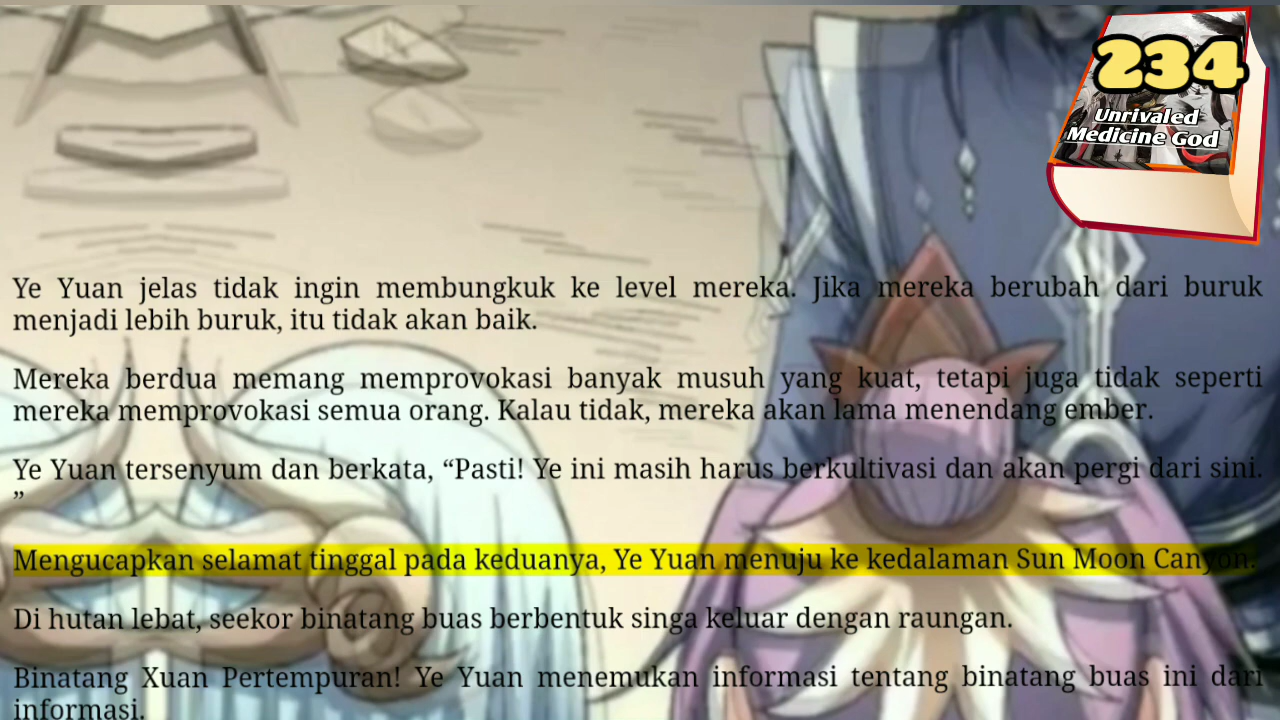 234
Unrivaled
Medicine God
Ye Yuan jelas tidak ingin membungkuk ke level mereka. Jika mereka berubah dari buruk
menjadi lebih buruk, itu tidak akan baik.
Mereka berdua memang memprovokasi banyak musuh yang kuat, tetapi juga tidak seperti
mereka memprovokasi semua orang. Kalau tidak, mereka akan lama menendang ember.
Ye Yuan tersenyum dan berkata, “Pasti! Ye ini masih harus berkultivasi dan akan pergi dari sini.
”
Mengucapkan selamat tinggal pada keduanya, Ye Yuan menuju ke kedalaman Sun Moon Canyon.
Di hutan lebat, seekor binatang buas berbentuk singa keluar dengan raungan.
Binatang Xuan Pertempuran! Ye Yuan menemukan informasi tentang binatang buas ini dari
informasi.